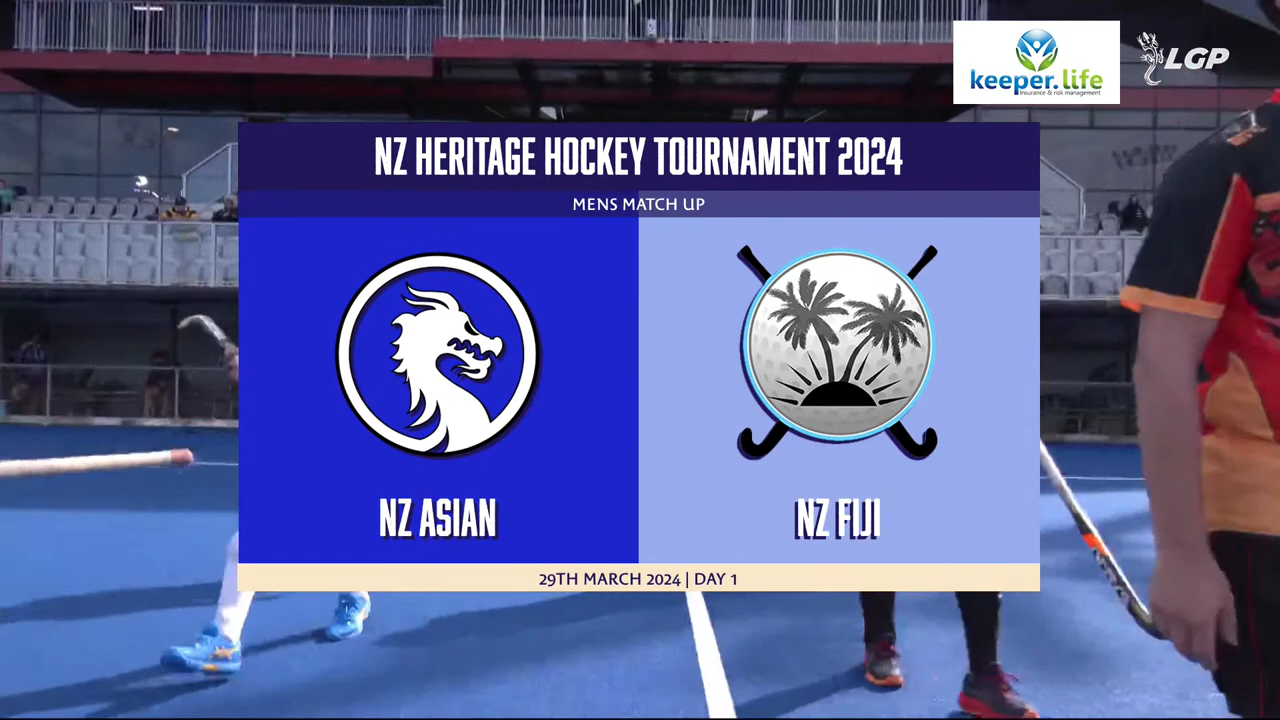 keeper.life
Insurance & risk management
LGP
NZ HERITAGE HOCKEY TOURNAMENT 2024
MENS MATCH UP
NZ ASIAN
NZ FIJI
29TH MARCH 2024 | DAY 1